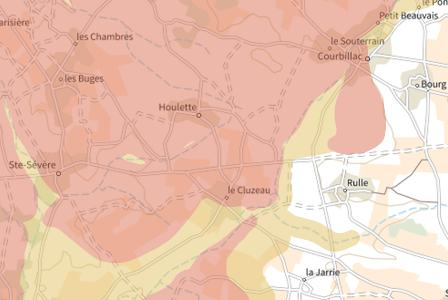 arisière
le Pon
Petit Beauvais
les Chambres
le Souterrain
Courbillac
les Buges
Bourg
Houlette
Ste-Sévère
Rulle
le Cluzeau
la Jarrie